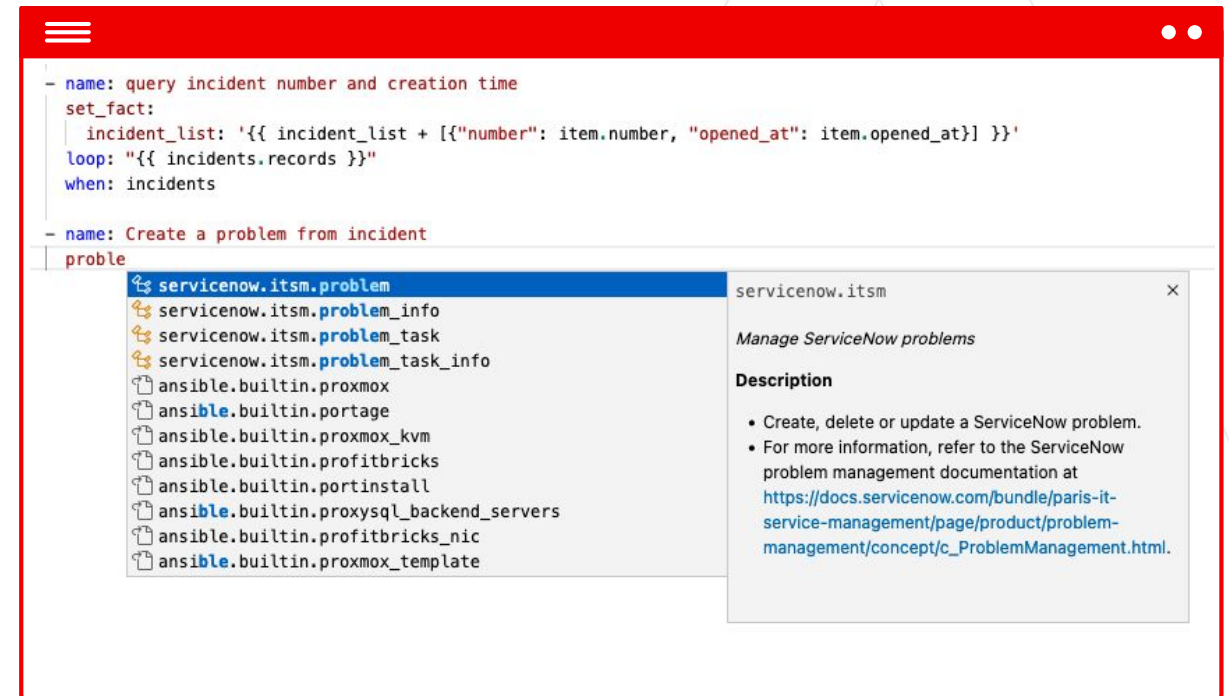 - name: query incident number and creation time
set_fact:
incident_list: '{{ incident_list + [{"number": item.number, "opened_at": item.opened_at}] }}'
loop: "{{ incidents.records }}"
when: incidents
- name: Create a problem from incident
proble
servicenow.itsm.problem
servicenow.itsm.problem_info
servicenow.itsm.problem_task
servicenow.itsm.problem_task_info
ansible.builtin.proxmox
ansible.builtin.portage
ansible.builtin.proxmox_kvm
ansible.builtin.profitbricks
ansible.builtin.portinstall
ansible.builtin.proxysql_backend_servers
ansible.builtin.profitbricks_nic
ansible.builtin.proxmox_template
servicenow.itsm ×
Manage ServiceNow problems
Description
• Create, delete or update a ServiceNow problem.
• For more information, refer to the ServiceNow
problem management documentation at
https://docs.servicenow.com/bundle/paris-it-
service-management/page/product/problem-
management/concept/c_ProblemManagement.html.